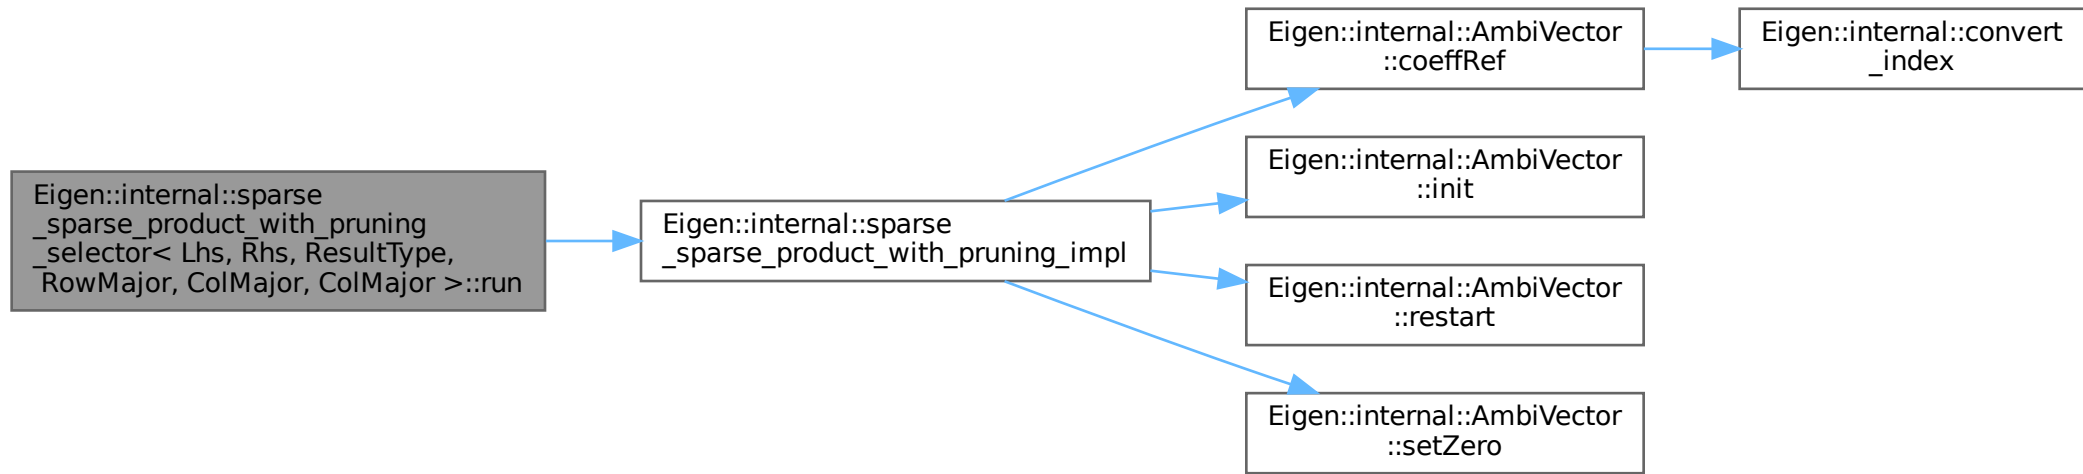 Eigen::internal::sparse
_sparse_product_with_pruning
_selector< Lhs, Rhs, ResultType,
 RowMajor, ColMajor, ColMajor >::run
Eigen::internal::sparse
_sparse_product_with_pruning_impl
Eigen::internal::AmbiVector
::coeffRef
Eigen::internal::convert
_index
Eigen::internal::AmbiVector
::init
Eigen::internal::AmbiVector
::restart
Eigen::internal::AmbiVector
::setZero